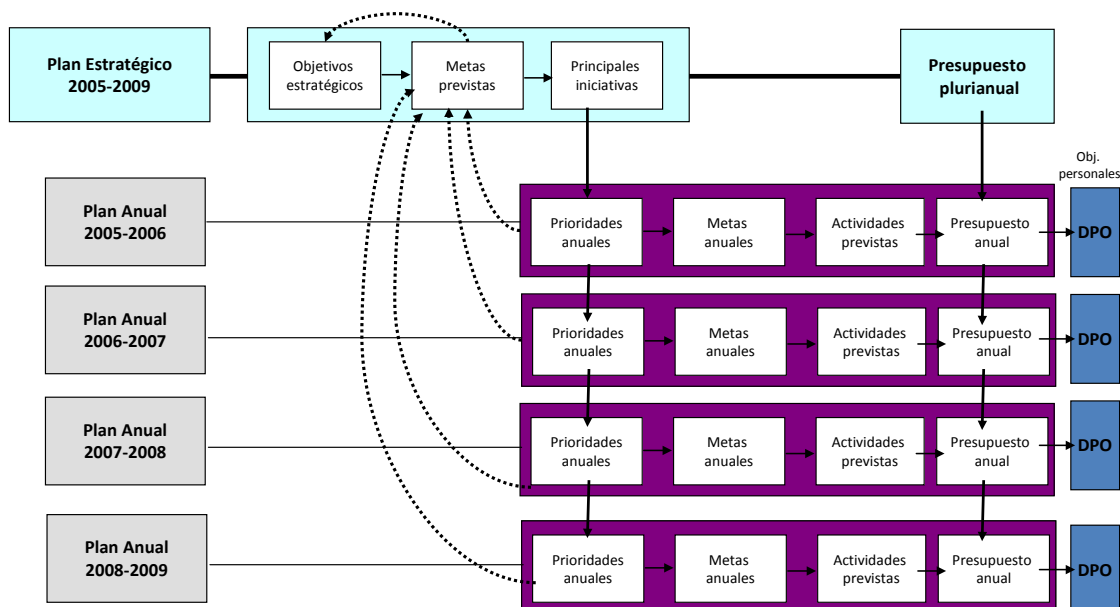 Plan Estratégico
2005-2009
Objetivos
estratégicos
Metas
previstas
Principales
iniciativas
Presupuesto
plurianual
Obj.
personales
Plan Anual
2005-2006
Prioridades
anuales
Metas
anuales
Actividades
previstas
Presupuesto
anual
DPO
Plan Anual
2006-2007
Prioridades
anuales
Metas
anuales
Actividades
previstas
Presupuesto
anual
DPO
Plan Anual
2007-2008
Prioridades
anuales
Metas
anuales
Actividades
previstas
Presupuesto
anual
DPO
Plan Anual
2008-2009
Prioridades
anuales
Metas
anuales
Actividades
previstas
Presupuesto
anual
DPO